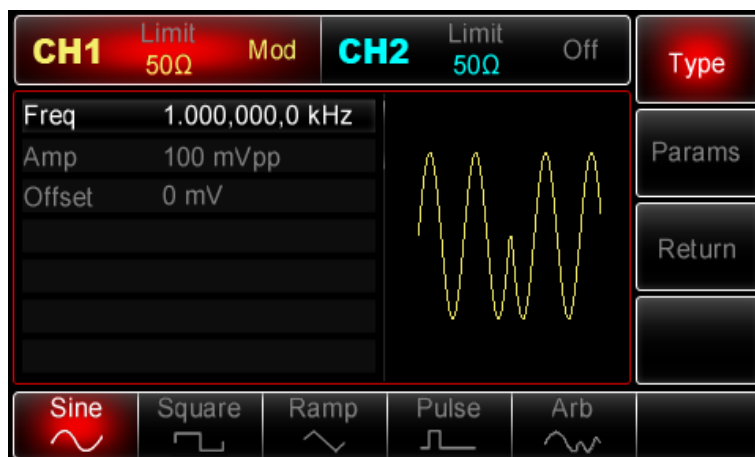 CH1 Limit 50Ω Mod CH2 Limit 50Ω Off
Type
Freq 1.000,000,0 kHz
Amp 100 mVpp
Offset 0 mV
Params
Return
Sine Square Ramp Pulse Arb